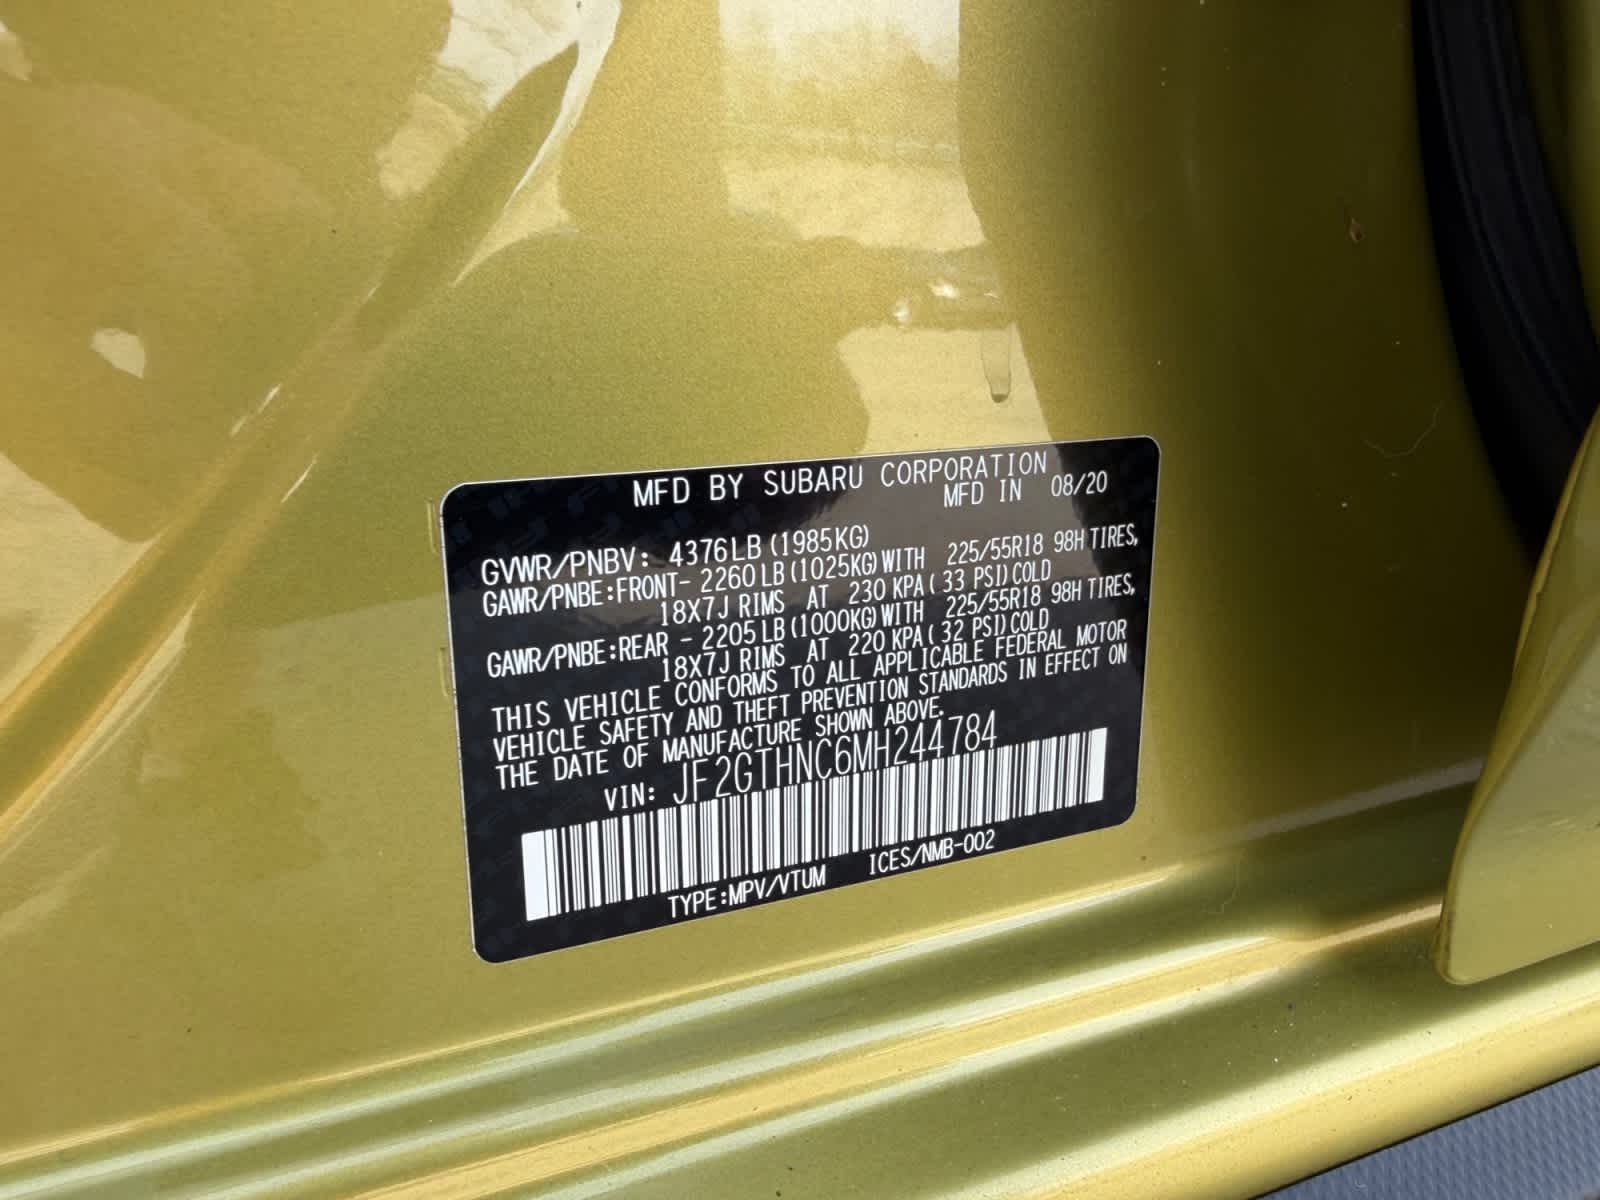 MFD BY SUBARU CORPORATION
MFD IN 08/20
GVWR/PNBV: 4376LB (1985KG)
GAWR/PNBE:FRONT- 2260LB (1025KG)WITH 225/55R18 98H TIRES,
18X7J RIMS AT 230 KPA( 33 PSI)COLD
GAWR/PNBE:REAR - 2205LB (1000KG)WITH 225/55R18 98H TIRES,
18X7J RIMS AT 220 KPA( 32 PSI)COLD
THIS VEHICLE CONFORMS TO ALL APPLICABLE FEDERAL MOTOR
VEHICLE SAFETY AND THEFT PREVENTION STANDARDS IN EFFECT ON
THE DATE OF MANUFACTURE SHOWN ABOVE.
VIN: JF2GTHNC6MH244784
TYPE:MPV/VTUM ICES/NMB-002